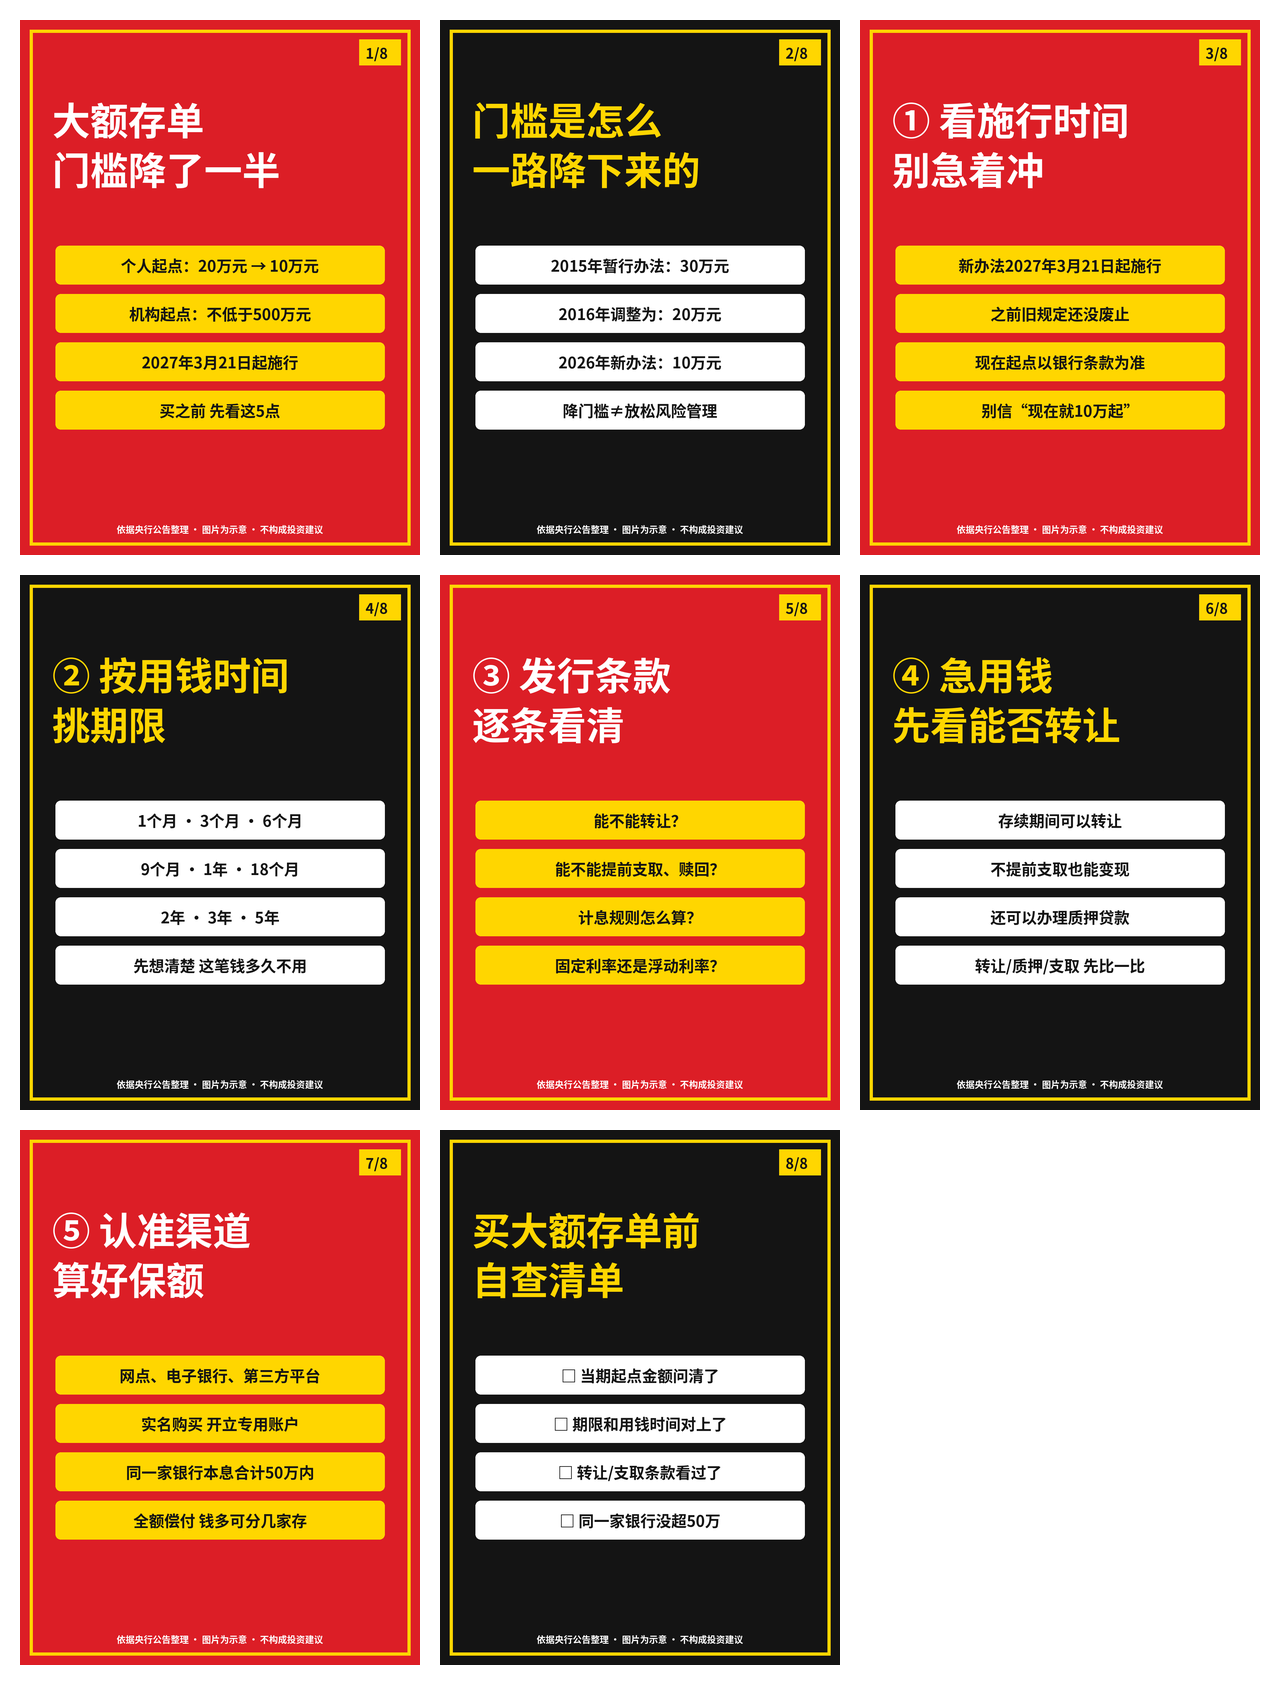 1/8
大额存单
门槛降了一半
个人起点：20万元 → 10万元
机构起点：不低于500万元
2027年3月21日起施行
买之前 先看这5点
依据央行公告整理 · 图片为示意 · 不构成投资建议
2/8
门槛是怎么
一路降下来的
2015年暂行办法：30万元
2016年调整为：20万元
2026年新办法：10万元
降门槛≠放松风险管理
依据央行公告整理 · 图片为示意 · 不构成投资建议
3/8
① 看施行时间
别急着冲
新办法2027年3月21日起施行
之前旧规定还没废止
现在起点以银行条款为准
别信“现在就10万起”
依据央行公告整理 · 图片为示意 · 不构成投资建议
4/8
② 按用钱时间
挑期限
1个月 · 3个月 · 6个月
9个月 · 1年 · 18个月
2年 · 3年 · 5年
先想清楚 这笔钱多久不用
依据央行公告整理 · 图片为示意 · 不构成投资建议
5/8
③ 发行条款
逐条看清
能不能转让？
能不能提前支取、赎回？
计息规则怎么算？
固定利率还是浮动利率？
依据央行公告整理 · 图片为示意 · 不构成投资建议
6/8
④ 急用钱
先看能否转让
存续期间可以转让
不提前支取也能变现
还可以办理质押贷款
转让/质押/支取 先比一比
依据央行公告整理 · 图片为示意 · 不构成投资建议
7/8
⑤ 认准渠道
算好保额
网点、电子银行、第三方平台
实名购买 开立专用账户
同一家银行本息合计50万内
全额偿付 钱多可分几家存
依据央行公告整理 · 图片为示意 · 不构成投资建议
8/8
买大额存单前
自查清单
□ 当期起点金额问清了
□ 期限和用钱时间对上了
□ 转让/支取条款看过了
□ 同一家银行没超50万
依据央行公告整理 · 图片为示意 · 不构成投资建议